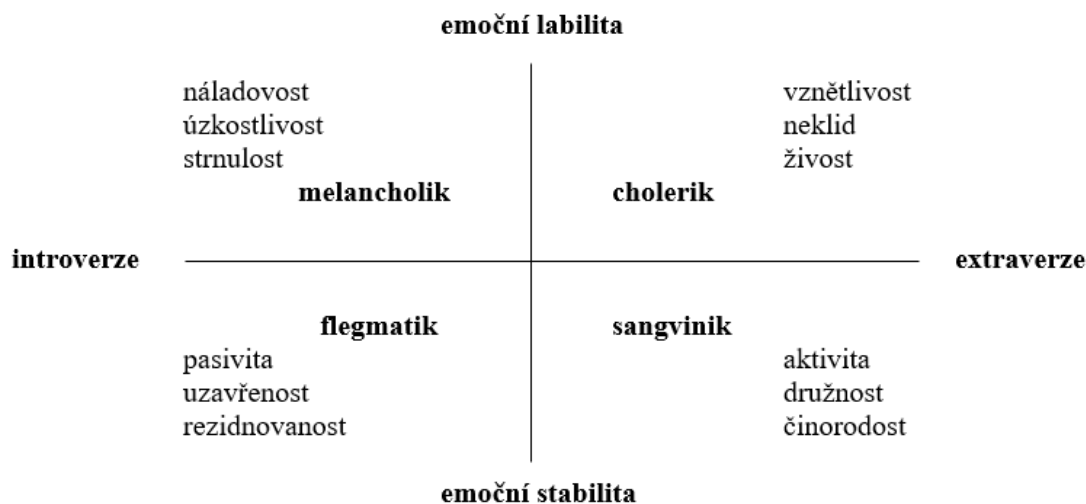 emoční labilita
náladovost
úzkostlivost
strnulost
melancholik
vznětlivost
neklid
živost
cholerik
introverze
extraverze
flegmatik
pasivita
uzavřenost
rezidnovanost
sangvinik
aktivita
družnost
činorodost
emoční stabilita